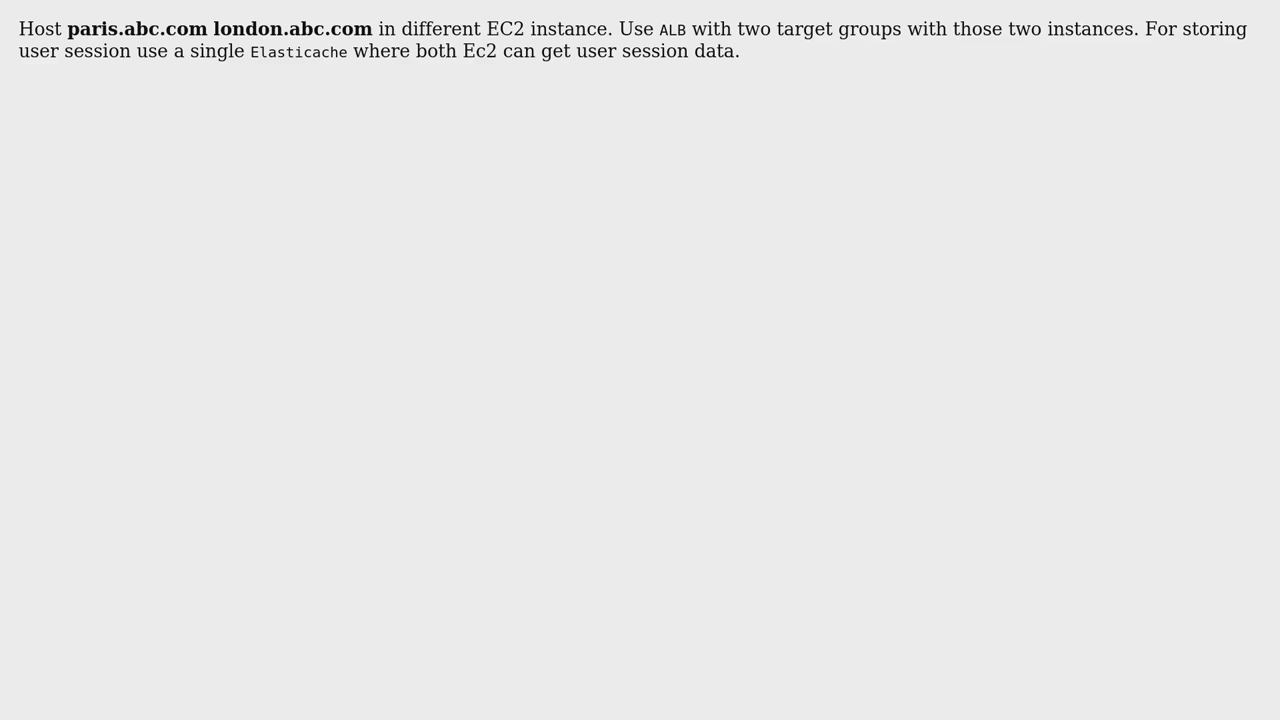 Host paris.abc.com london.abc.com in different EC2 instance. Use ALB with two target groups with those two instances. For storing
user session use a single Elasticache where both Ec2 can get user session data.